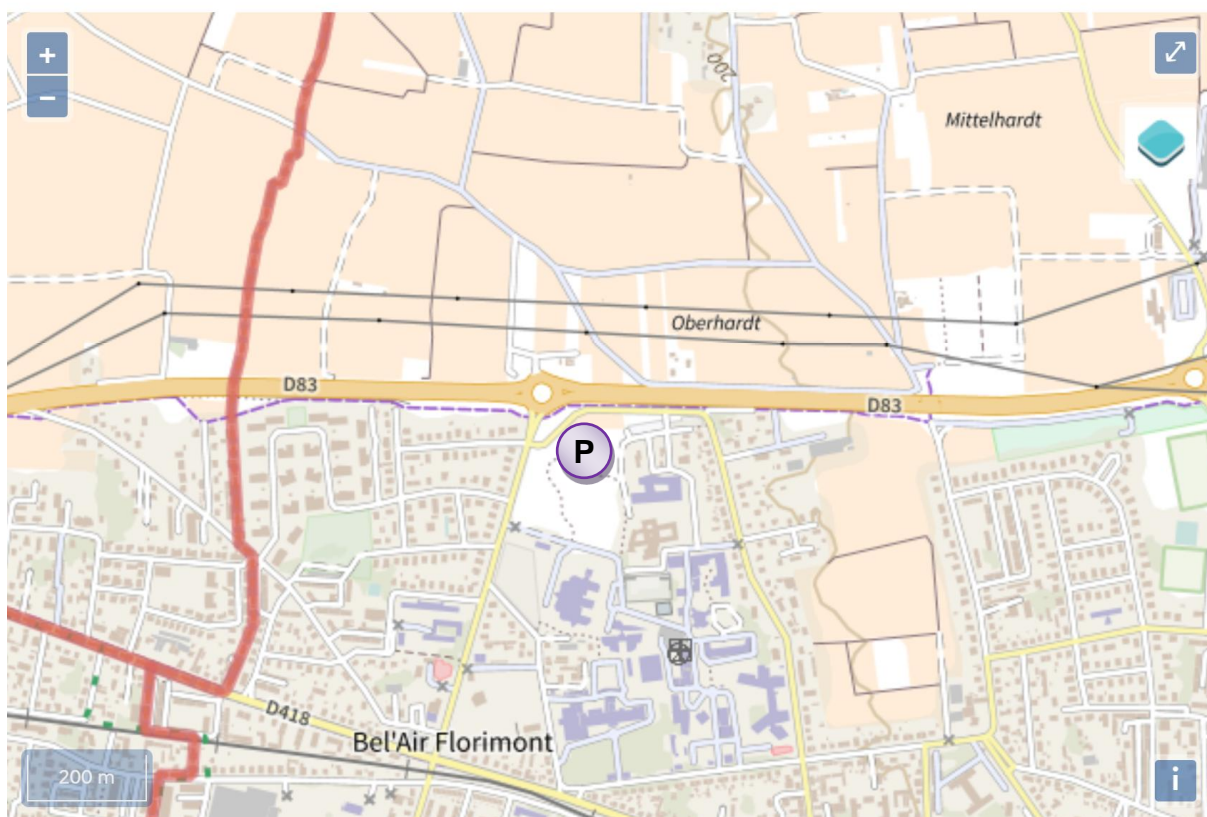 +
−
200
Mittelhardt
Oberhardt
D83
D83
P
D418
Bel'Air Florimont
200 m
i